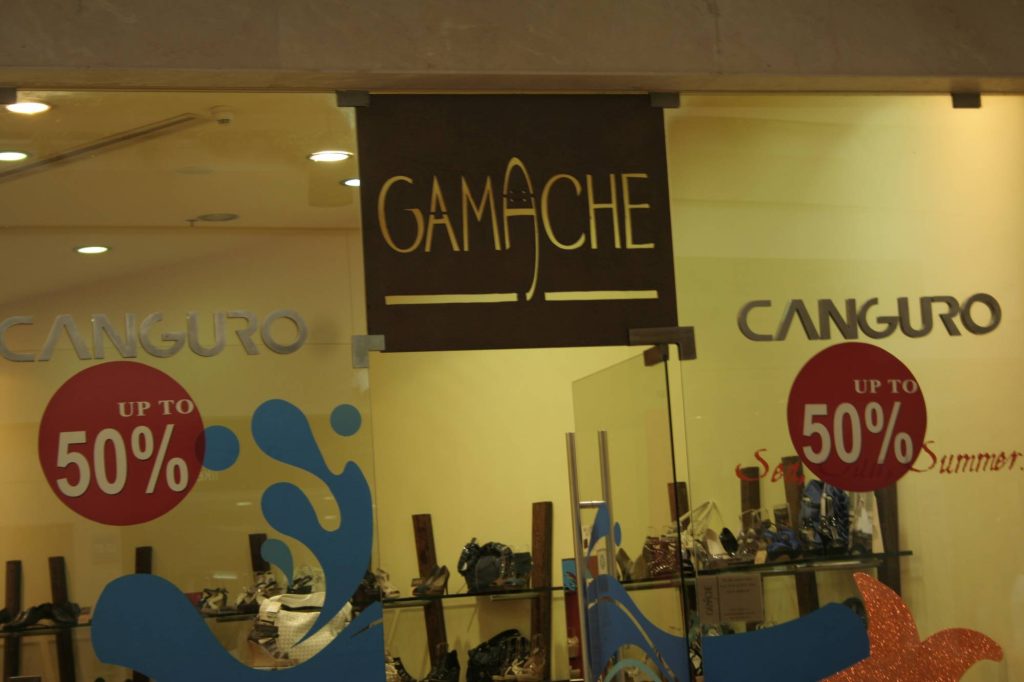 GAMACHE
CANGURO
CANGURO
UP TO
50%
UP TO
50%
Summer